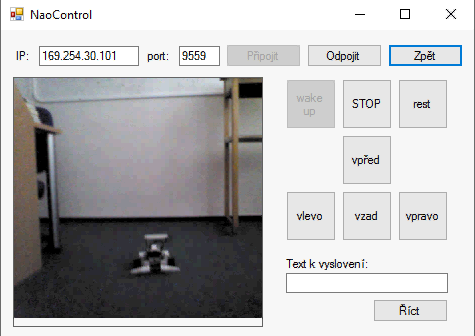 NaoControl
IP: 169.254.30.101 port: 9559 Připojit Odpojit Zpět
wake up STOP rest
vpřed
vlevo vzad vpravo
Text k vyslovení:
Říct